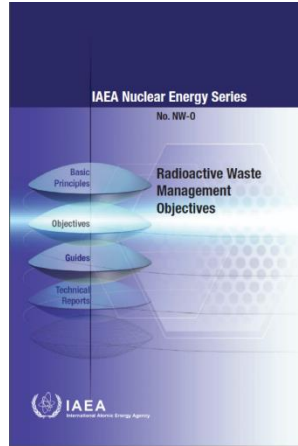 IAEA Nuclear Energy Series
No. NW-O
Basic
Principles
Radioactive Waste
Management
Objectives
Objectives
Guides
Technical
Reports
IAEA
International Atomic Energy Agency